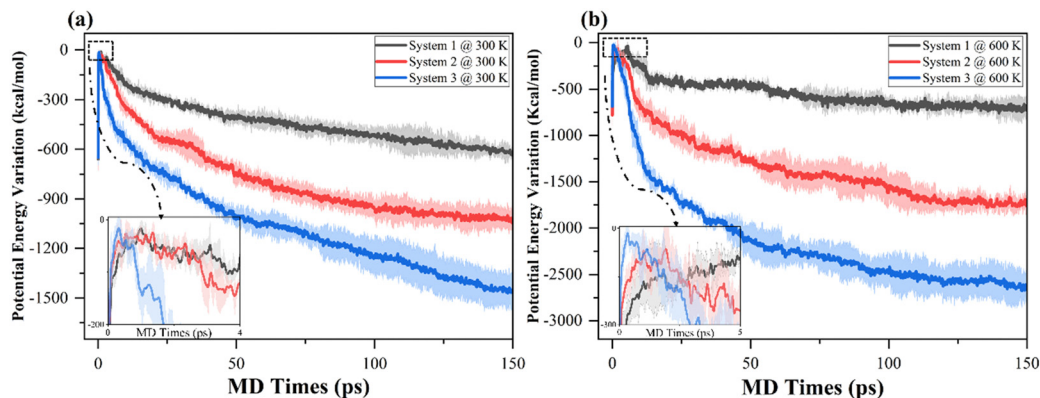 (a)
Potential Energy Variation (kcal/mol)
0
-300
-600
-900
-1200
-1500
System 1 @ 300 K
System 2 @ 300 K
System 3 @ 300 K
0
-200
0
4
MD Times (ps)
0
50
100
150
MD Times (ps)
(b)
Potential Energy Variation (Kcal/mol)
0
-500
-1000
-1500
-2000
-2500
-3000
System 1 @ 600 K
System 2 @ 600 K
System 3 @ 600 K
0
-300
0
5
MD Times (ps)
0
50
100
150
MD Times (ps)